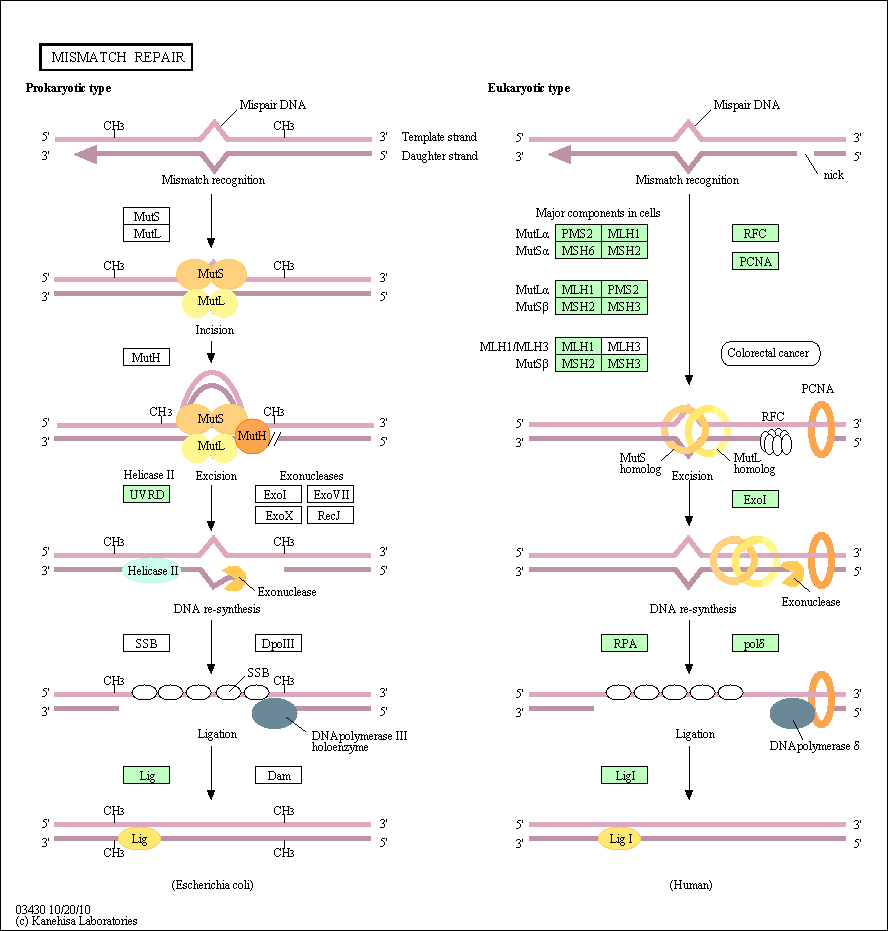 MISMATCH REPAIR
Prokaryotic type
Mispair DNA
CH3
CH3
5'
3'
3'
5'
Template strand
Daughter strand
Mismatch recognition
MutS
MutL
5'
CH3
MutS
CH3
3'
3'
MutL
5'
Incision
MutH
5'
CH3
MutS
CH3
3'
3'
MutL
MutH
5'
Helicase II
UVRD
Excision
Exonucleases
ExoI
ExoVII
ExoX
RecJ
5'
CH3
CH3
3'
3'
Helicase II
5'
Exonuclease
DNA re-synthesis
SSB
DpoIII
SSB
5'
CH3
CH3
3'
3'
5'
DNApolymerase III
holoenzyme
Ligation
Lig
Dam
5'
CH3
CH3
3'
3'
Lig
5'
CH3
CH3
(Escherichia coli)
Eukaryotic type
Mispair DNA
5'
3'
3'
5'
nick
Mismatch recognition
Major components in cells
MutLα PMS2 MLH1
MutSα MSH6 MSH2
RFC
PCNA
MutLα MLH1 PMS2
MutSβ MSH2 MSH3
MLH1/MLH3 MLH1 MLH3
MutSβ MSH2 MSH3
Colorectal cancer
PCNA
RFC
5'
3'
3'
5'
MutS
homolog
MutL
homolog
Excision
ExoI
5'
3'
3'
5'
Exonuclease
DNA re-synthesis
RPA
polδ
5'
3'
3'
5'
DNApolymerase δ
Ligation
LigI
5'
3'
3'
Lig I
5'
(Human)
03430 10/20/10
(c) Kanehisa Laboratories